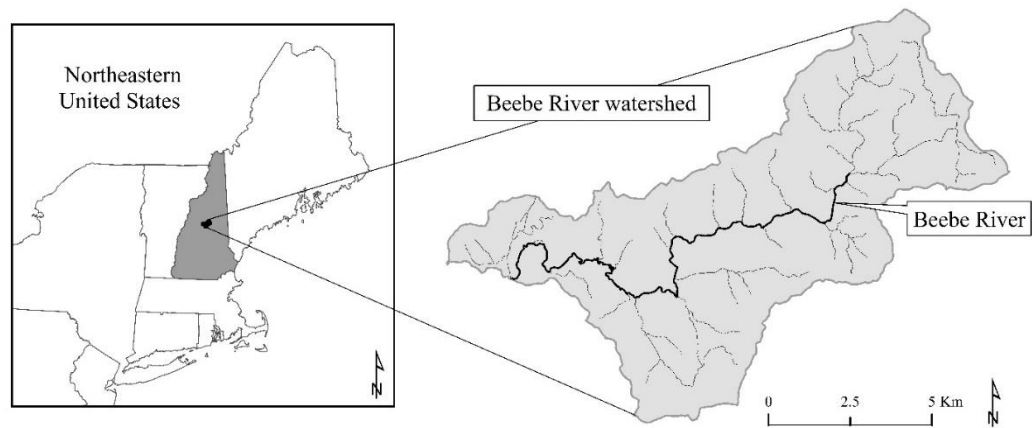 Northeastern
United States
N
Beebe River watershed
Beebe River
0 2.5 5 Km
N